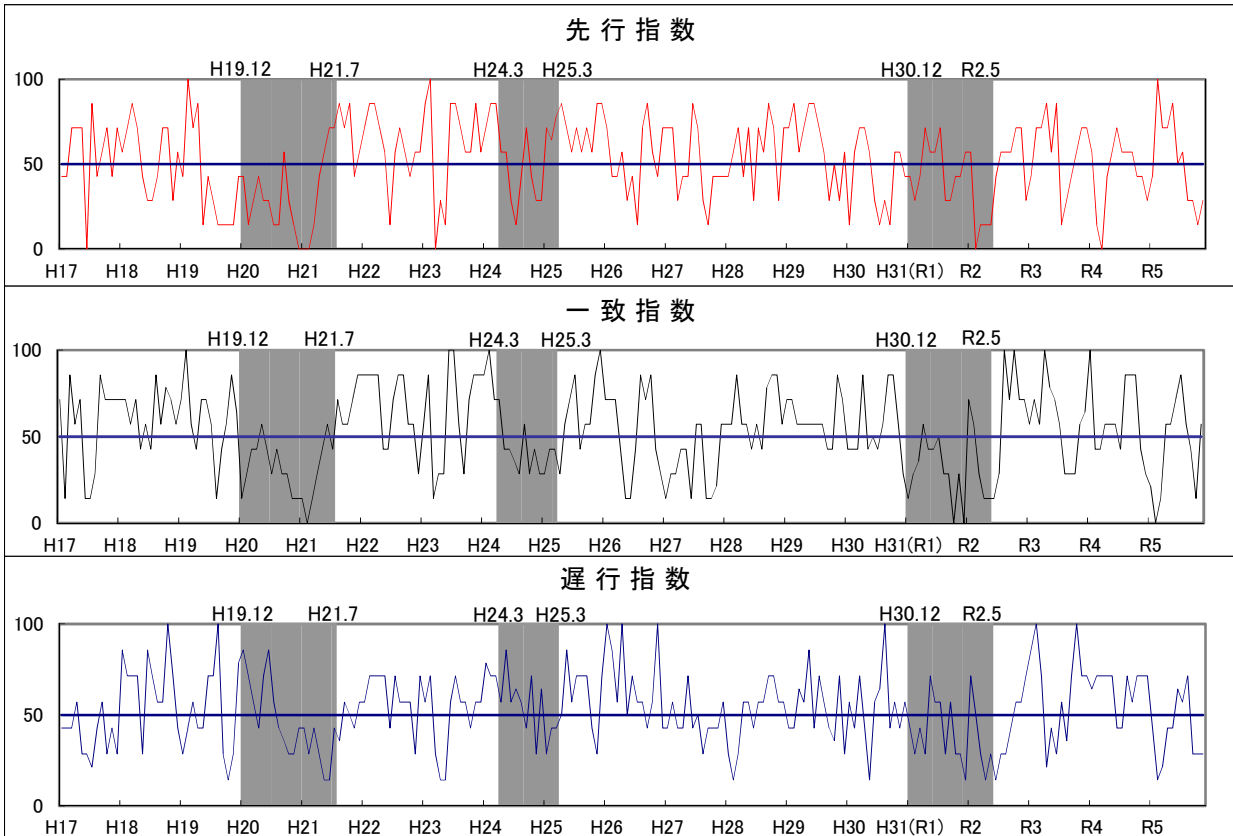 先行指数
H19.12 H21.7 H24.3 H25.3 H30.12 R2.5
100
50
0
H17 H18 H19 H20 H21 H22 H23 H24 H25 H26 H27 H28 H29 H30 H31(R1) R2 R3 R4 R5
一致指数
H19.12 H21.7 H24.3 H25.3 H30.12 R2.5
100
50
0
H17 H18 H19 H20 H21 H22 H23 H24 H25 H26 H27 H28 H29 H30 H31(R1) R2 R3 R4 R5
遅行指数
H19.12 H21.7 H24.3 H25.3 H30.12 R2.5
100
50
0
H17 H18 H19 H20 H21 H22 H23 H24 H25 H26 H27 H28 H29 H30 H31(R1) R2 R3 R4 R5